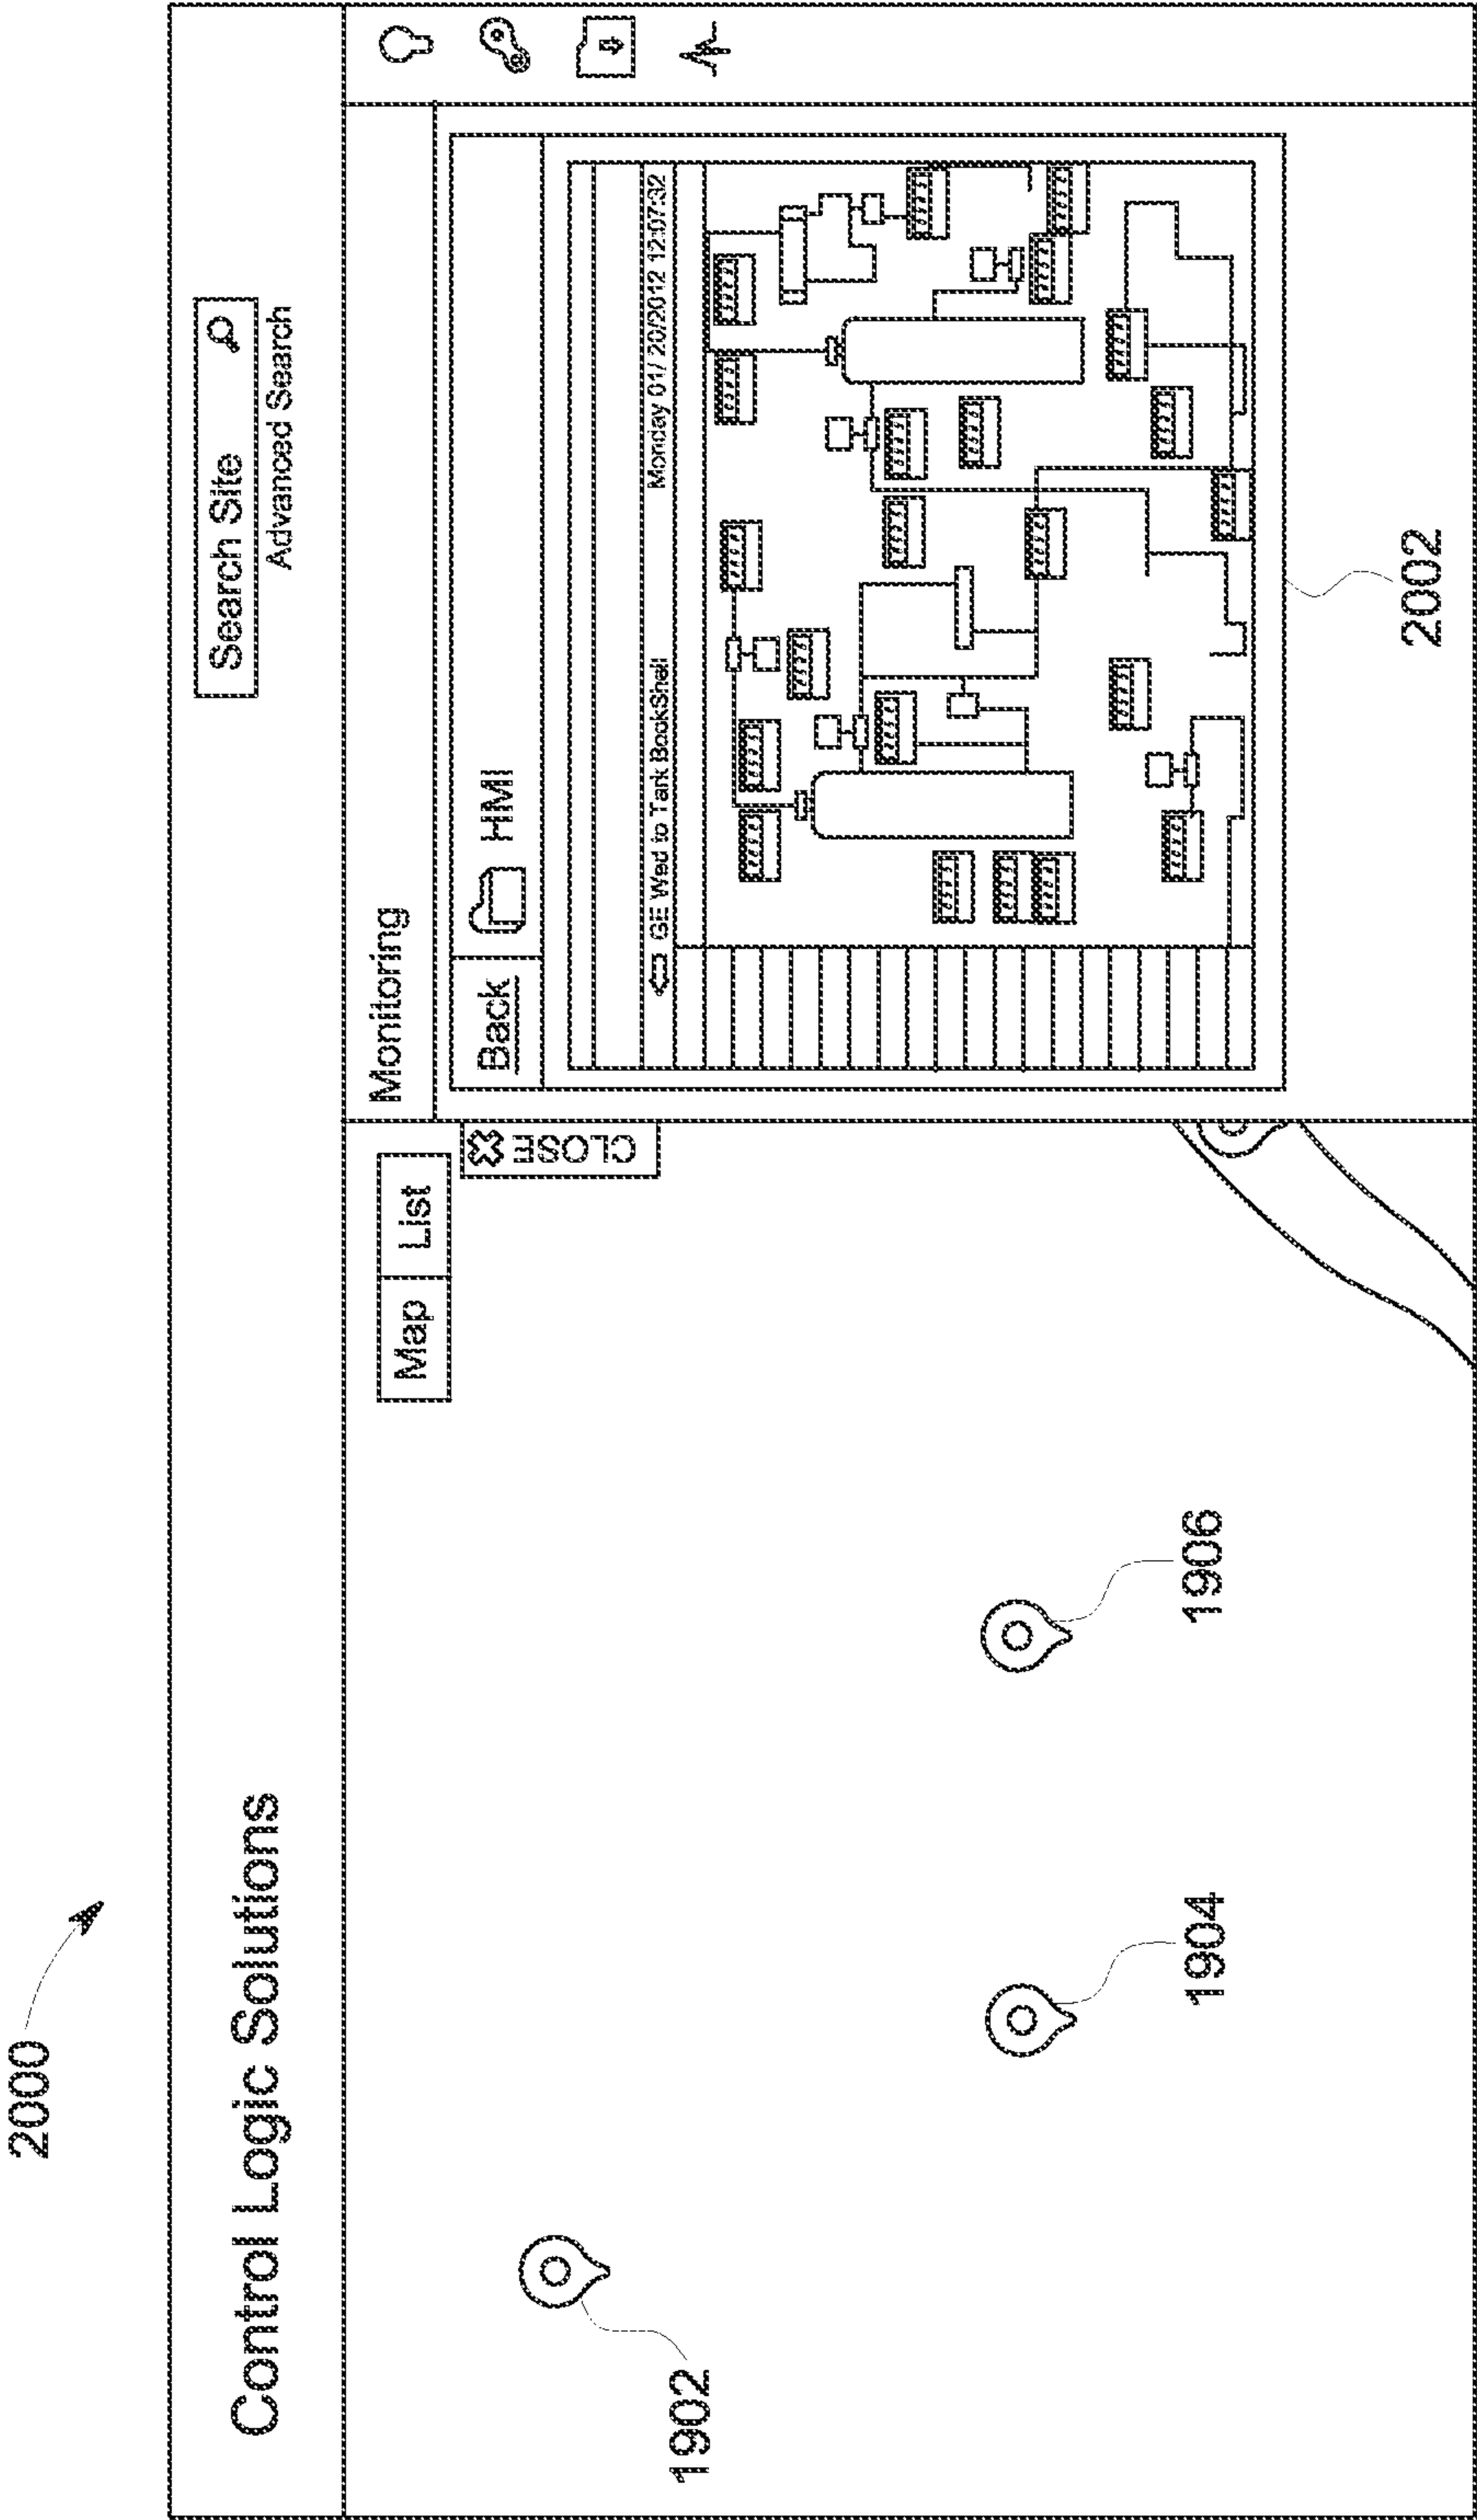 2000
Control Logic Solutions
Search Site
Advanced Search
Map
List
Monitoring
CLOSE
Back
HMI
GE Wed to Tark BookShell
Monday 01/ 20/2012 12:07:32
1902
1904
1906
2002